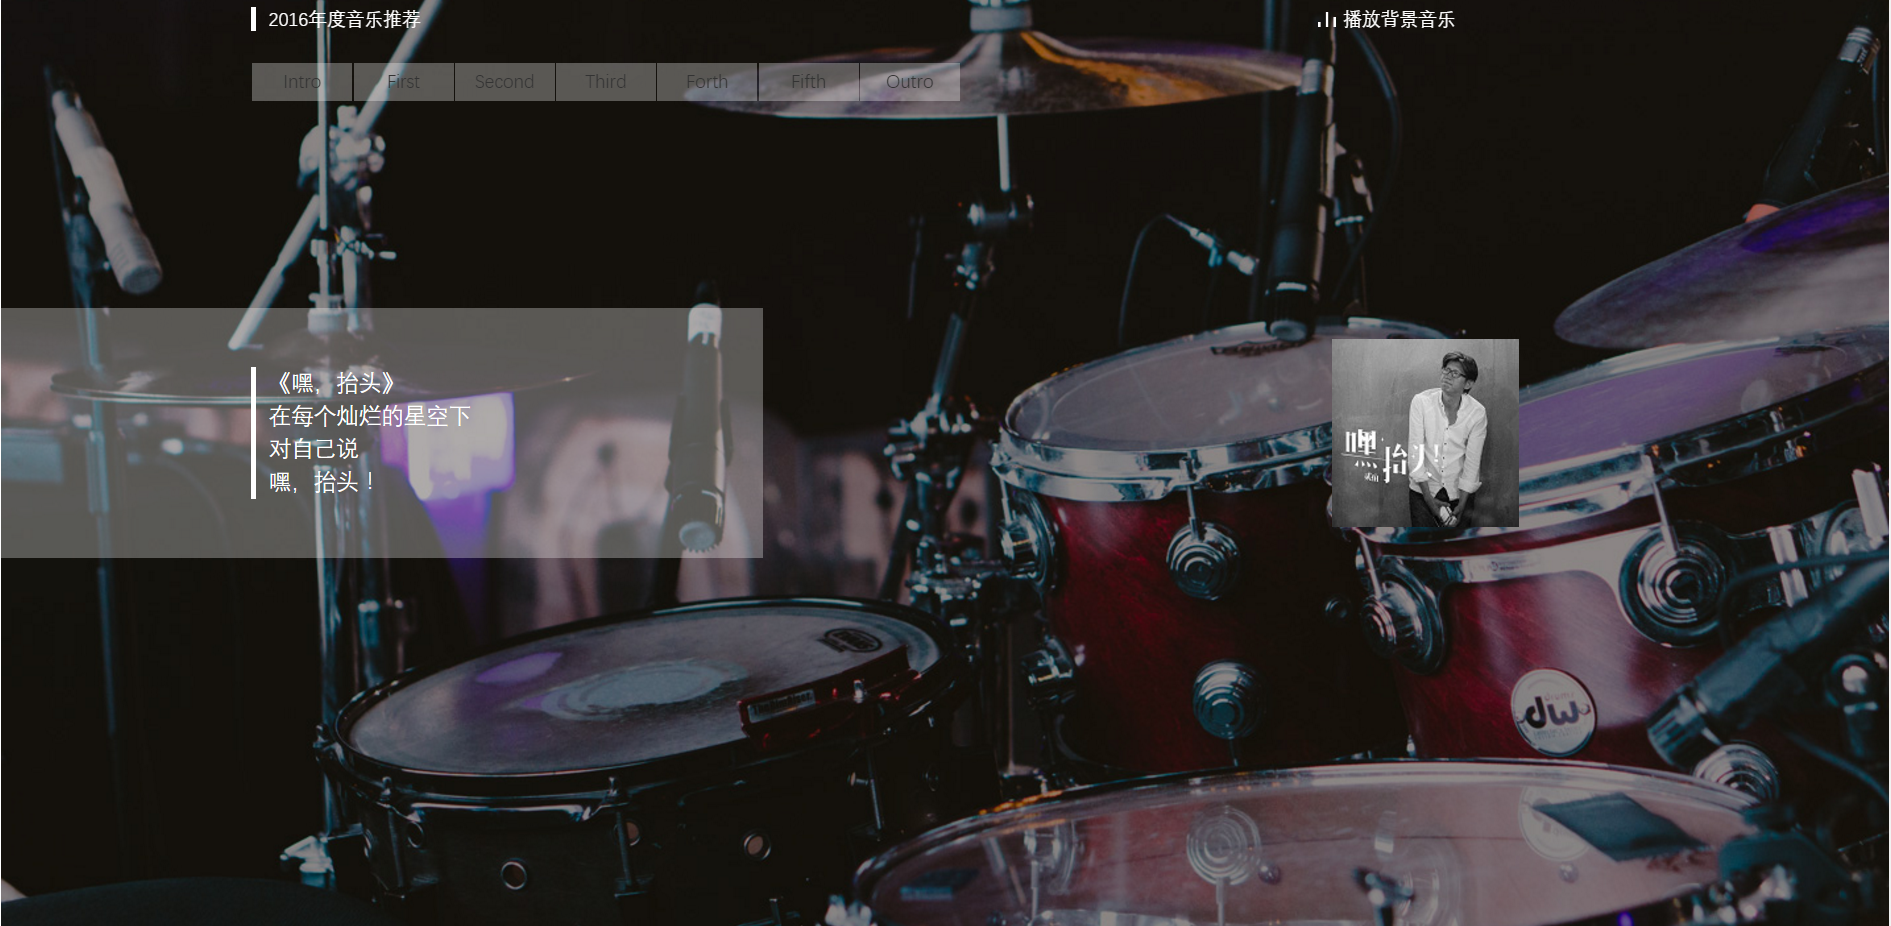 2016年度音乐推荐
播放背景音乐
Intro
First
Second
Third
Forth
Fifth
Outro
《嘿，抬头》
在每个灿烂的星空下
对自己说
嘿，抬头！
嘿抬头！
dw